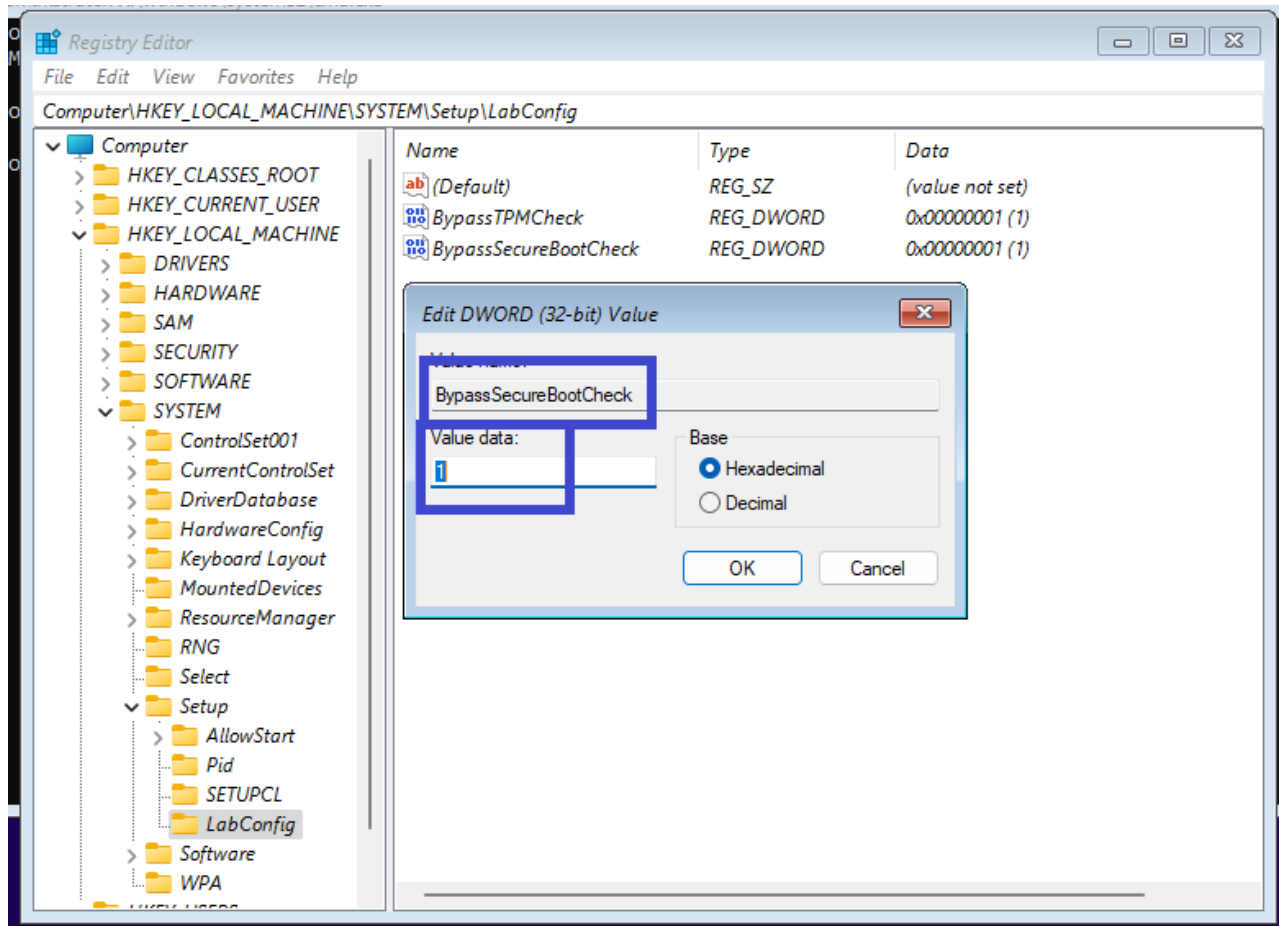 Registry Editor
File Edit View Favorites Help
Computer\HKEY_LOCAL_MACHINE\SYSTEM\Setup\LabConfig
Computer
HKEY_CLASSES_ROOT
HKEY_CURRENT_USER
HKEY_LOCAL_MACHINE
DRIVERS
HARDWARE
SAM
SECURITY
SOFTWARE
SYSTEM
ControlSet001
CurrentControlSet
DriverDatabase
HardwareConfig
Keyboard Layout
MountedDevices
ResourceManager
RNG
Select
Setup
AllowStart
Pid
SETUPCL
LabConfig
Software
WPA
Name Type Data
(Default) REG_SZ (value not set)
BypassTPMCheck REG_DWORD 0x00000001 (1)
BypassSecureBootCheck REG_DWORD 0x00000001 (1)
Edit DWORD (32-bit) Value
Value name:
BypassSecureBootCheck
Value data:
1
Base
Hexadecimal
Decimal
OK Cancel